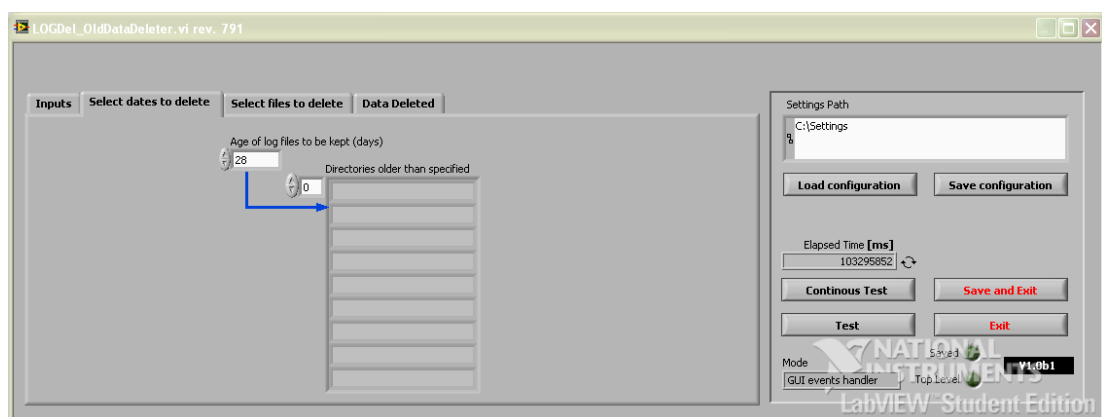 LOGDel_OldDataDeleter.vi rev. 791
Inputs Select dates to delete Select files to delete Data Deleted
Age of log files to be kept (days)
28
Directories older than specified
0
Settings Path
C:\Settings
Load configuration Save configuration
Elapsed Time [ms]
103295852
Continous Test Save and Exit
Test Exit
NATIONAL
INSTRUMENTS
Saved
V1.0b1
Mode
GUI events handler Top Level
LabVIEW™ Student Edition